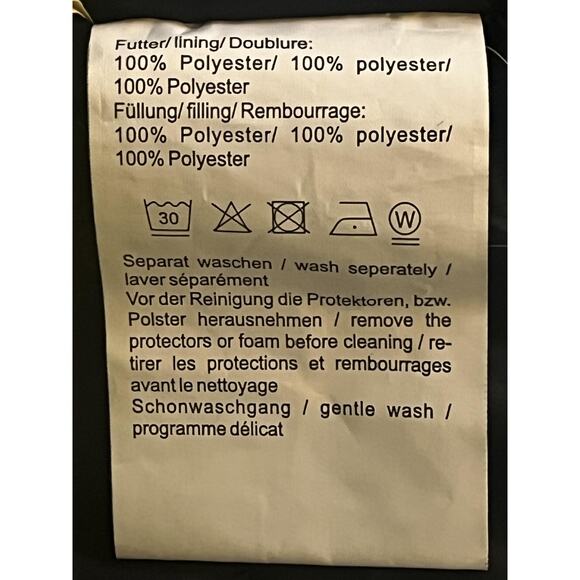 Futter/ lining/ Doublure:
100% Polyester/ 100% polyester/
100% Polyester
Füllung/ filling/ Rembourrage:
100% Polyester/ 100% polyester/
100% Polyester
30 W
Separat waschen / wash seperately /
laver séparément
Vor der Reinigung die Protektoren, bzw.
Polster herausnehmen / remove the
protectors or foam before cleaning / re-
tirer les protections et rembourrages
avant le nettoyage
Schonwaschgang / gentle wash /
programme délicat